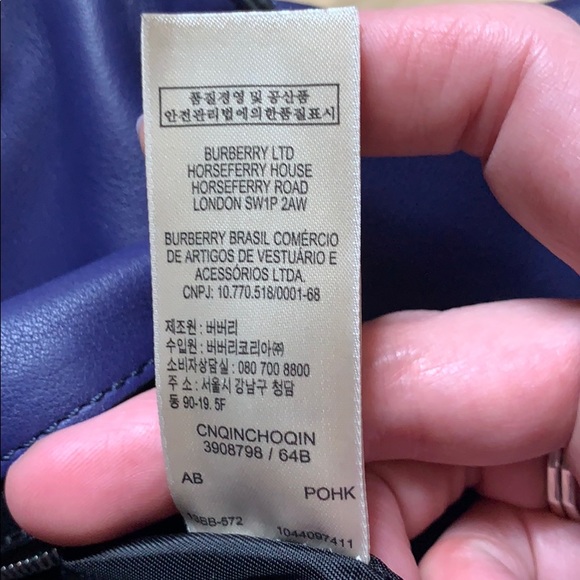 품질경영 및 공산품
안전관리법에의한품질표시
BURBERRY LTD
HORSEFERRY HOUSE
HORSEFERRY ROAD
LONDON SW1P 2AW
BURBERRY BRASIL COMÉRCIO
DE ARTIGOS DE VESTUÁRIO E
ACESSÓRIOS LTDA.
CNPJ: 10.770.518/0001-68
제조원 : 버버리
수입원 : 버버리코리아㈜
소비자상담실 : 080 700 8800
주 소 : 서울시 강남구 청담
동 90-19. 5F
CNQINCHOQIN
3908798 / 64B
AB
POHK
1044097411